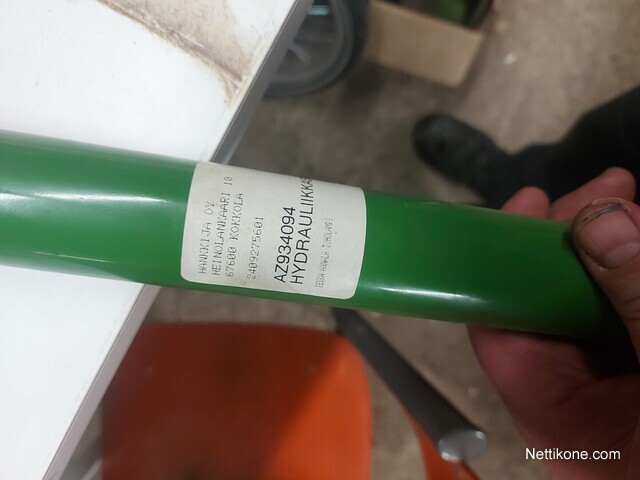 HANKKIJA OY
HEINOLANKAARI 10
67600 KOKKOLA
2409275601
AZ934094
HYDRAULIIKKA
Nettikone.com